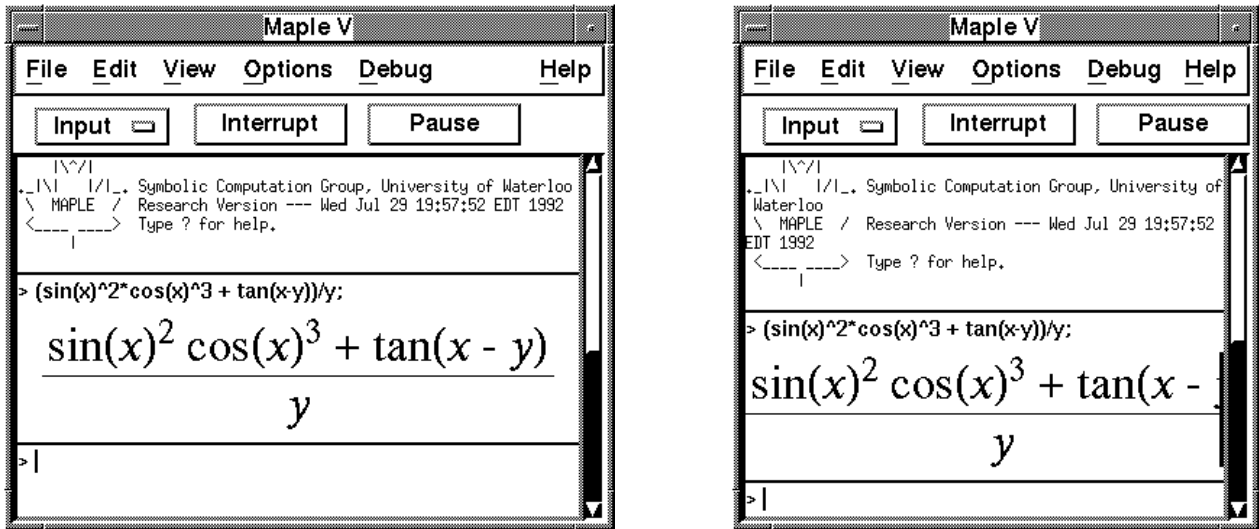 Maple V
File Edit View Options Debug Help
Input Interrupt Pause
|\^/|
._|\| |/|_. Symbolic Computation Group, University of Waterloo
\ MAPLE / Research Version --- Wed Jul 29 19:57:52 EDT 1992
<____ ____> Type ? for help.
|
> (sin(x)^2*cos(x)^3 + tan(x-y))/y;
sin(x)² cos(x)³ + tan(x - y)
y
>
Maple V
File Edit View Options Debug Help
Input Interrupt Pause
|\^/|
._|\| |/|_. Symbolic Computation Group, University of
Waterloo
\ MAPLE / Research Version --- Wed Jul 29 19:57:52
EDT 1992
<____ ____> Type ? for help.
|
> (sin(x)^2*cos(x)^3 + tan(x-y))/y;
sin(x)² cos(x)³ + tan(x -
y
>